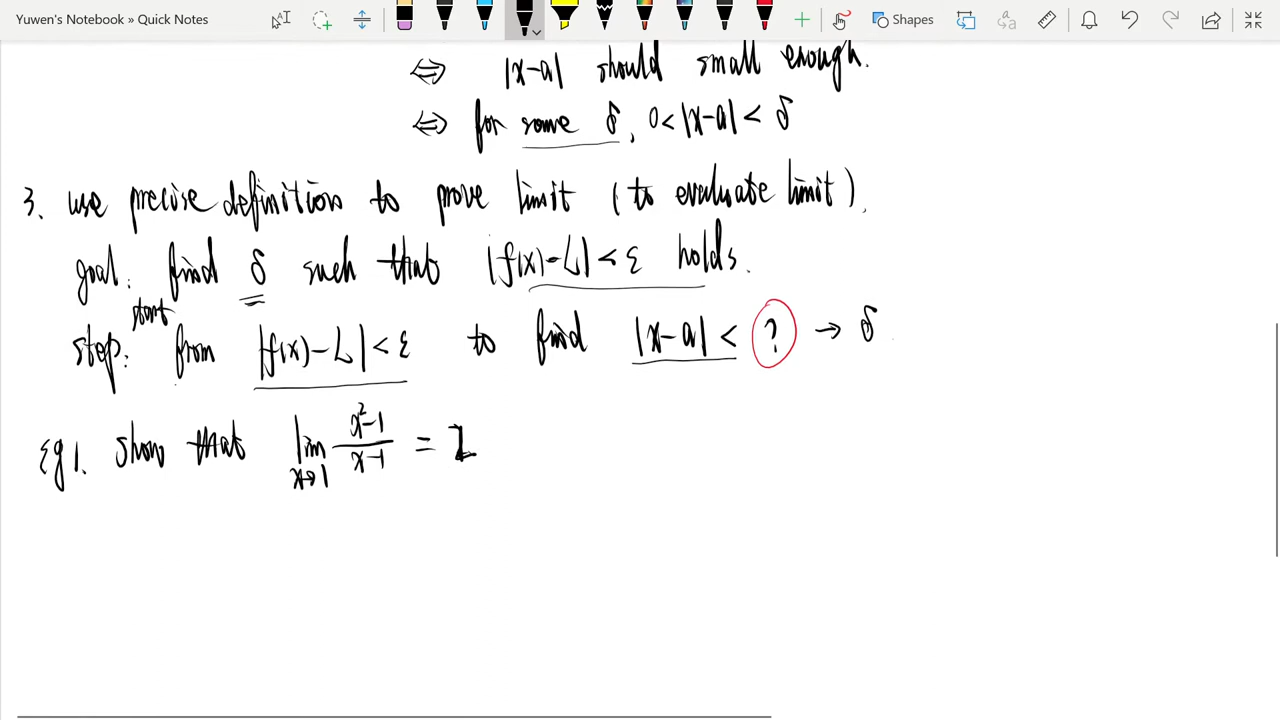 Yuwen's Notebook » Quick Notes
Shapes
⇔ |x-a| should small enough.
⇔ for some δ, 0<|x-a|<δ
3. use precise definition to prove limit (to evaluate limit).
goal: find δ such that |f(x)-L|<ε holds.
start
step: from |f(x)-L|<ε to find |x-a|< ? → δ
Eg1. show that lim x→1 x²-1/x-1 = 2